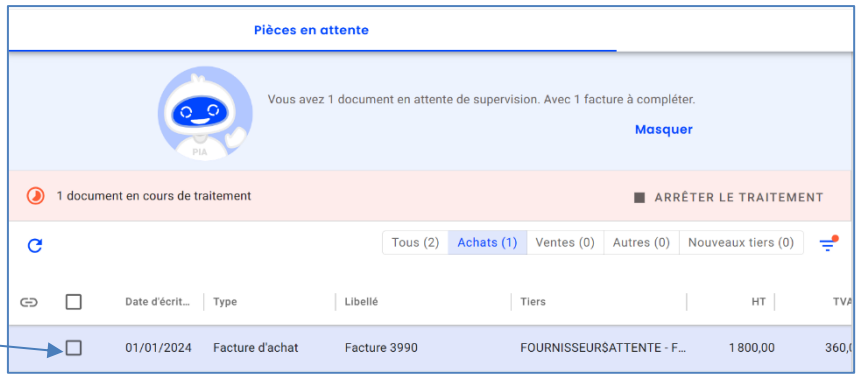 Pièces en attente
Vous avez 1 document en attente de supervision. Avec 1 facture à compléter.
Masquer
PIA
1 document en cours de traitement ARRÊTER LE TRAITEMENT
Tous (2) Achats (1) Ventes (0) Autres (0) Nouveaux tiers (0)
Date d'écrit... Type Libellé Tiers HT TVA
01/01/2024 Facture d'achat Facture 3990 FOURNISSEUR$ATTENTE - F... 1 800,00 360,0